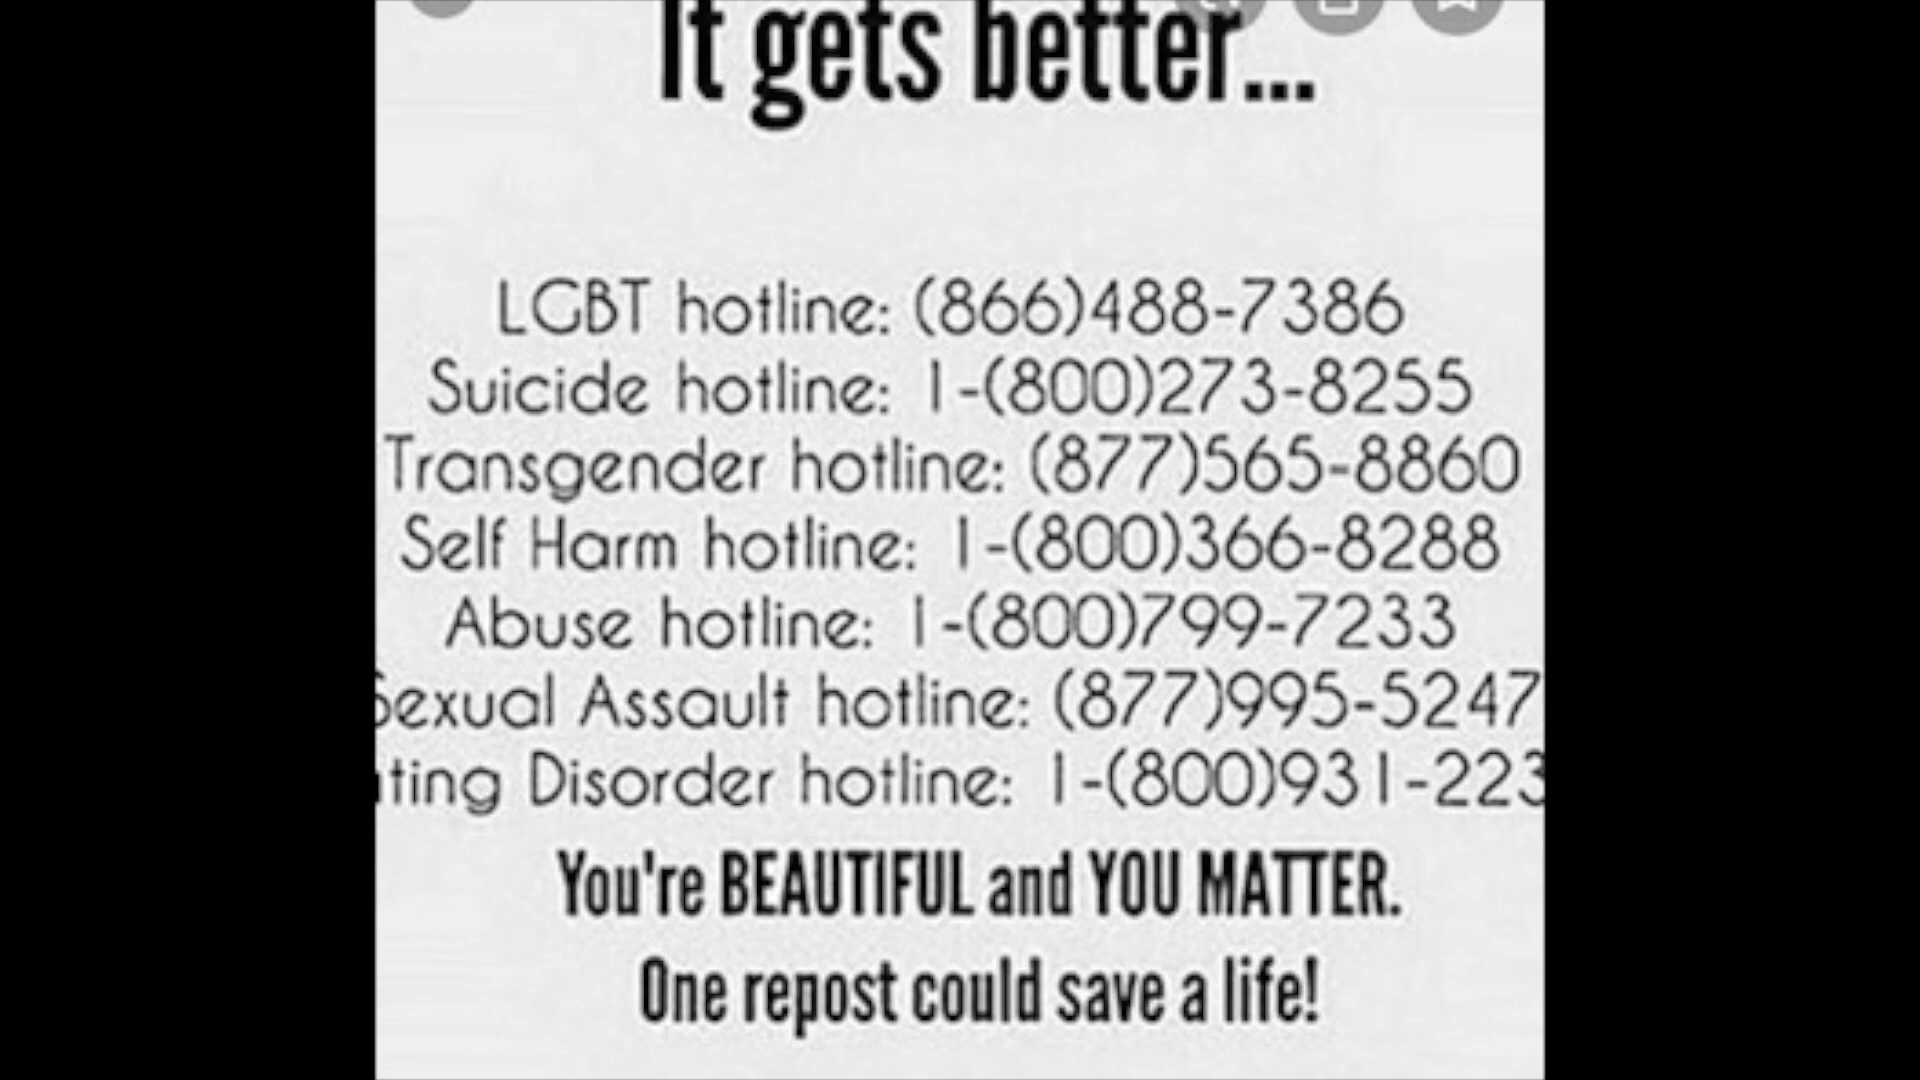 It gets better...
LGBT hotline: (866)488-7386
Suicide hotline: 1-(800)273-8255
Transgender hotline: (877)565-8860
Self Harm hotline: 1-(800)366-8288
Abuse hotline: 1-(800)799-7233
Sexual Assault hotline: (877)995-5247
ting Disorder hotline: 1-(800)931-223
You're BEAUTIFUL and YOU MATTER.
One repost could save a life!